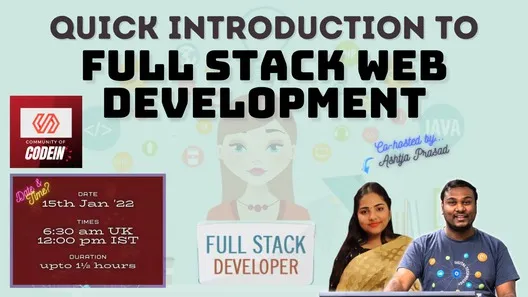 QUICK INTRODUCTION TO
FULL STACK WEB
DEVELOPMENT
COMMUNITY OF
CODEIN
Co-hosted by...
Ashtja Prasad
JAVA
Date &
Time?
DATE
15th Jan '22
TIMES
6:30 am UK
12:00 pm IST
DURATION
upto 1½ hours
FULL STACK
DEVELOPER